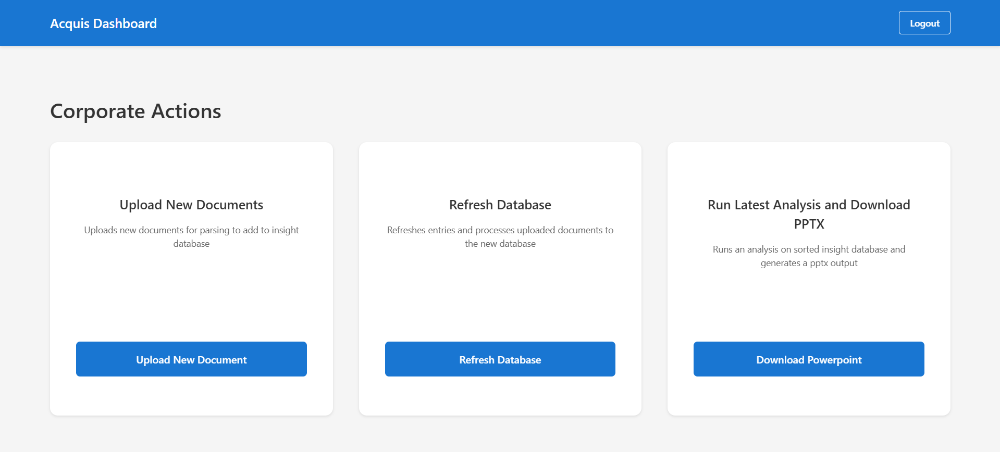 Acquis Dashboard
Logout
Corporate Actions
Upload New Documents
Uploads new documents for parsing to add to insight
database
Upload New Document
Refresh Database
Refreshes entries and processes uploaded documents to
the new database
Refresh Database
Run Latest Analysis and Download
PPTX
Runs an analysis on sorted insight database and
generates a pptx output
Download Powerpoint